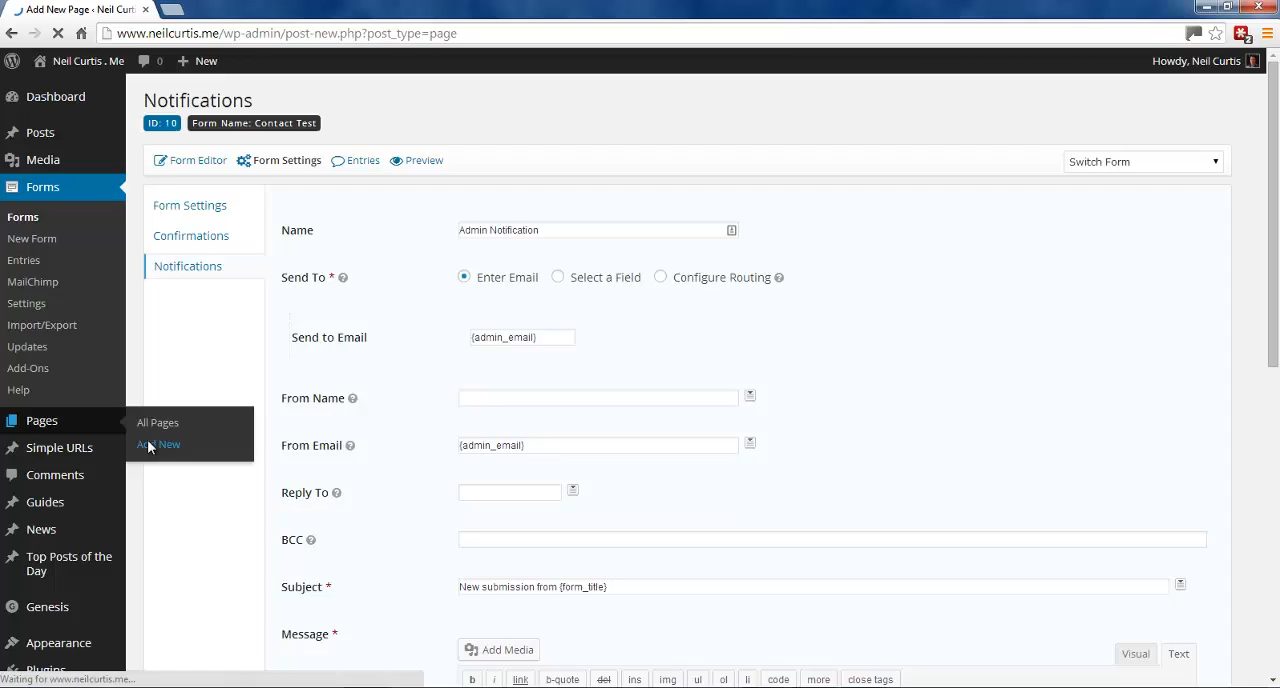 Add New Page ‹ Neil Curt
www.neilcurtis.me/wp-admin/post-new.php?post_type=page
2
Neil Curtis . Me
0
New
Howdy, Neil Curtis
Dashboard
Posts
Media
Forms
Forms
New Form
Entries
MailChimp
Settings
Import/Export
Updates
Add-Ons
Help
Pages
All Pages
Add New
Simple URLs
Comments
Guides
News
Top Posts of the
Day
Genesis
Appearance
Plugins
Waiting for www.neilcurtis.me...
Notifications
ID: 10
Form Name: Contact Test
Form Editor
Form Settings
Entries
Preview
Switch Form
Form Settings
Confirmations
Notifications
Name
Admin Notification
Send To *
Enter Email
Select a Field
Configure Routing
Send to Email
{admin_email}
From Name
From Email
{admin_email}
Reply To
BCC
Subject *
New submission from {form_title}
Message *
Add Media
Visual
Text
b
i
link
b-quote
del
ins
img
ul
ol
li
code
more
close tags